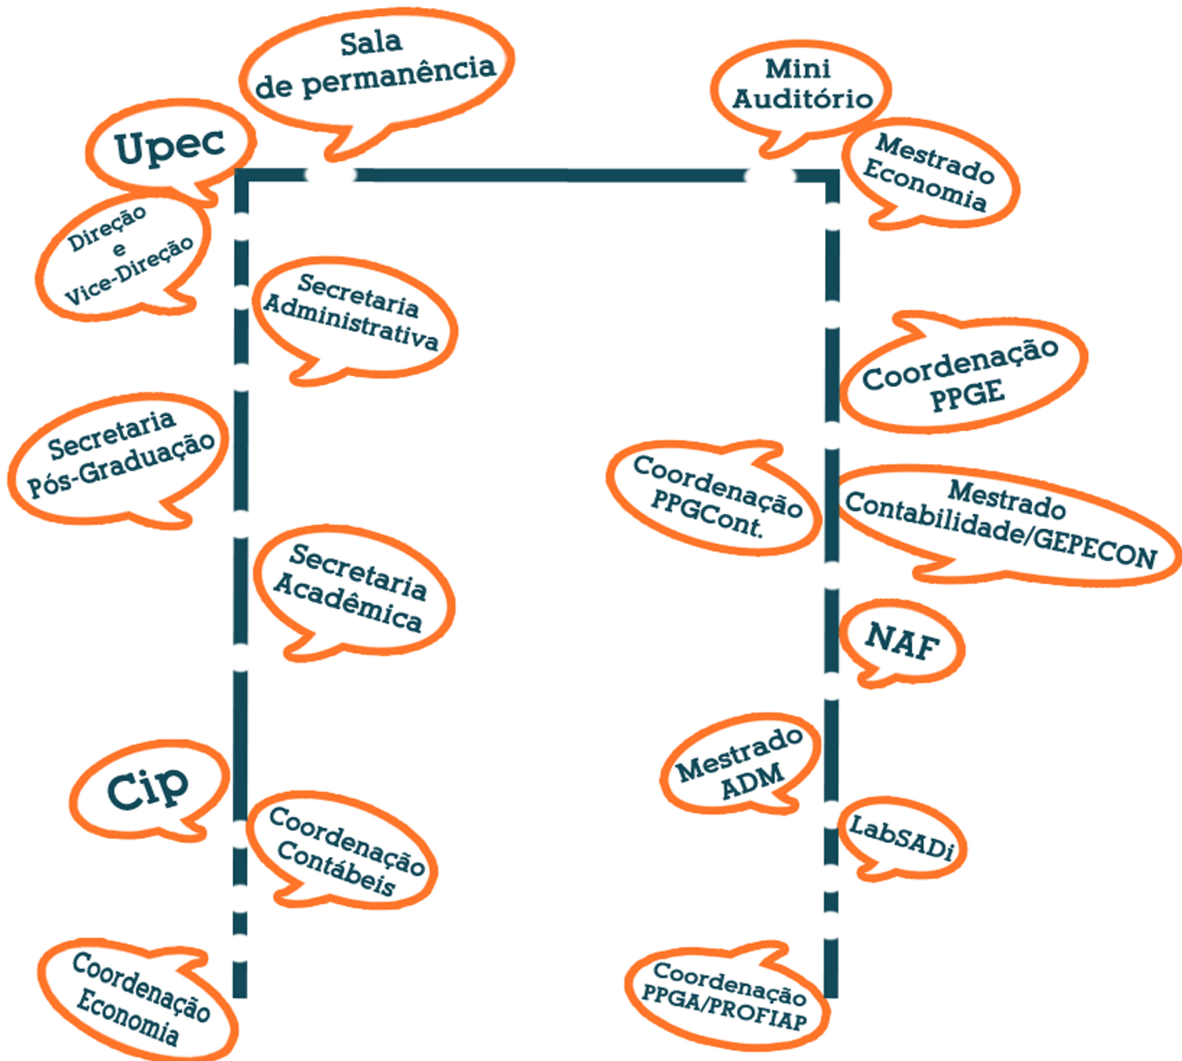 Sala
de permanência
Mini
Auditório
Upec
Mestrado
Economia
Direção
e
Vice-Direção
Secretaria
Administrativa
Coordenação
PPGE
Secretaria
Pós-Graduação
Coordenação
PPGCont.
Mestrado
Contabilidade/GEPECON
Secretaria
Acadêmica
NAF
Mestrado
ADM
Cip
Coordenação
Contábeis
LabSADi
Coordenação
Economia
Coordenação
PPGA/PROFIAP